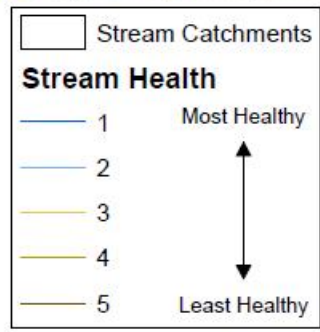 Stream Catchments
Stream Health
1 Most Healthy
2
3
4
5 Least Healthy